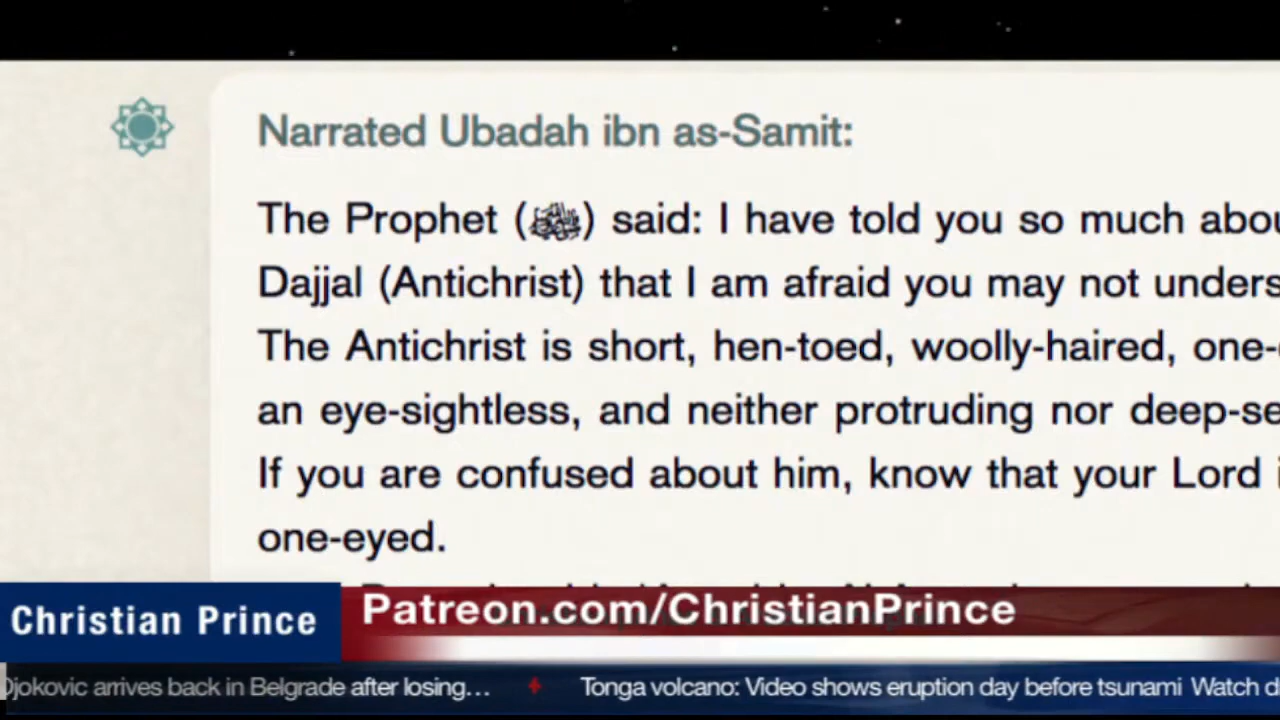 Narrated Ubadah ibn as-Samit:
The Prophet (ﷺ) said: I have told you so much abou
Dajjal (Antichrist) that I am afraid you may not unders
The Antichrist is short, hen-toed, woolly-haired, one-
an eye-sightless, and neither protruding nor deep-se
If you are confused about him, know that your Lord i
one-eyed.
Christian Prince
Patreon.com/ChristianPrince
Djokovic arrives back in Belgrade after losing... Tonga volcano: Video shows eruption day before tsunami Watch d